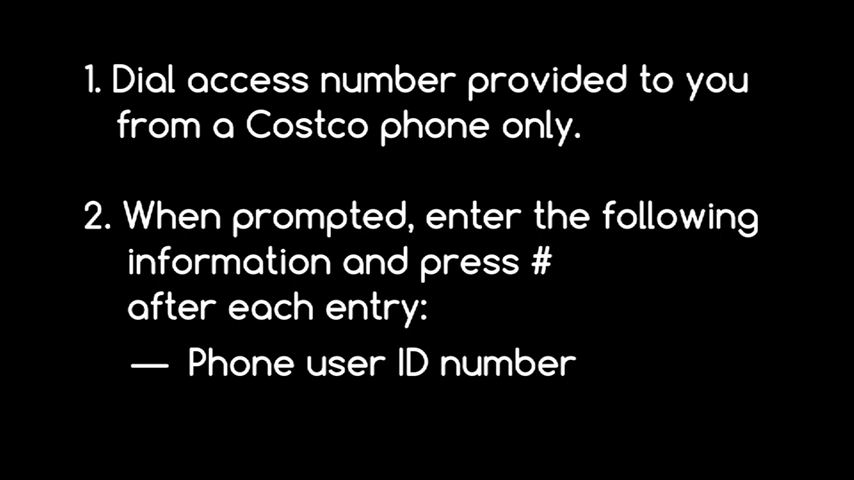 1. Dial access number provided to you
from a Costco phone only.
2. When prompted, enter the following
information and press #
after each entry:
— Phone user ID number